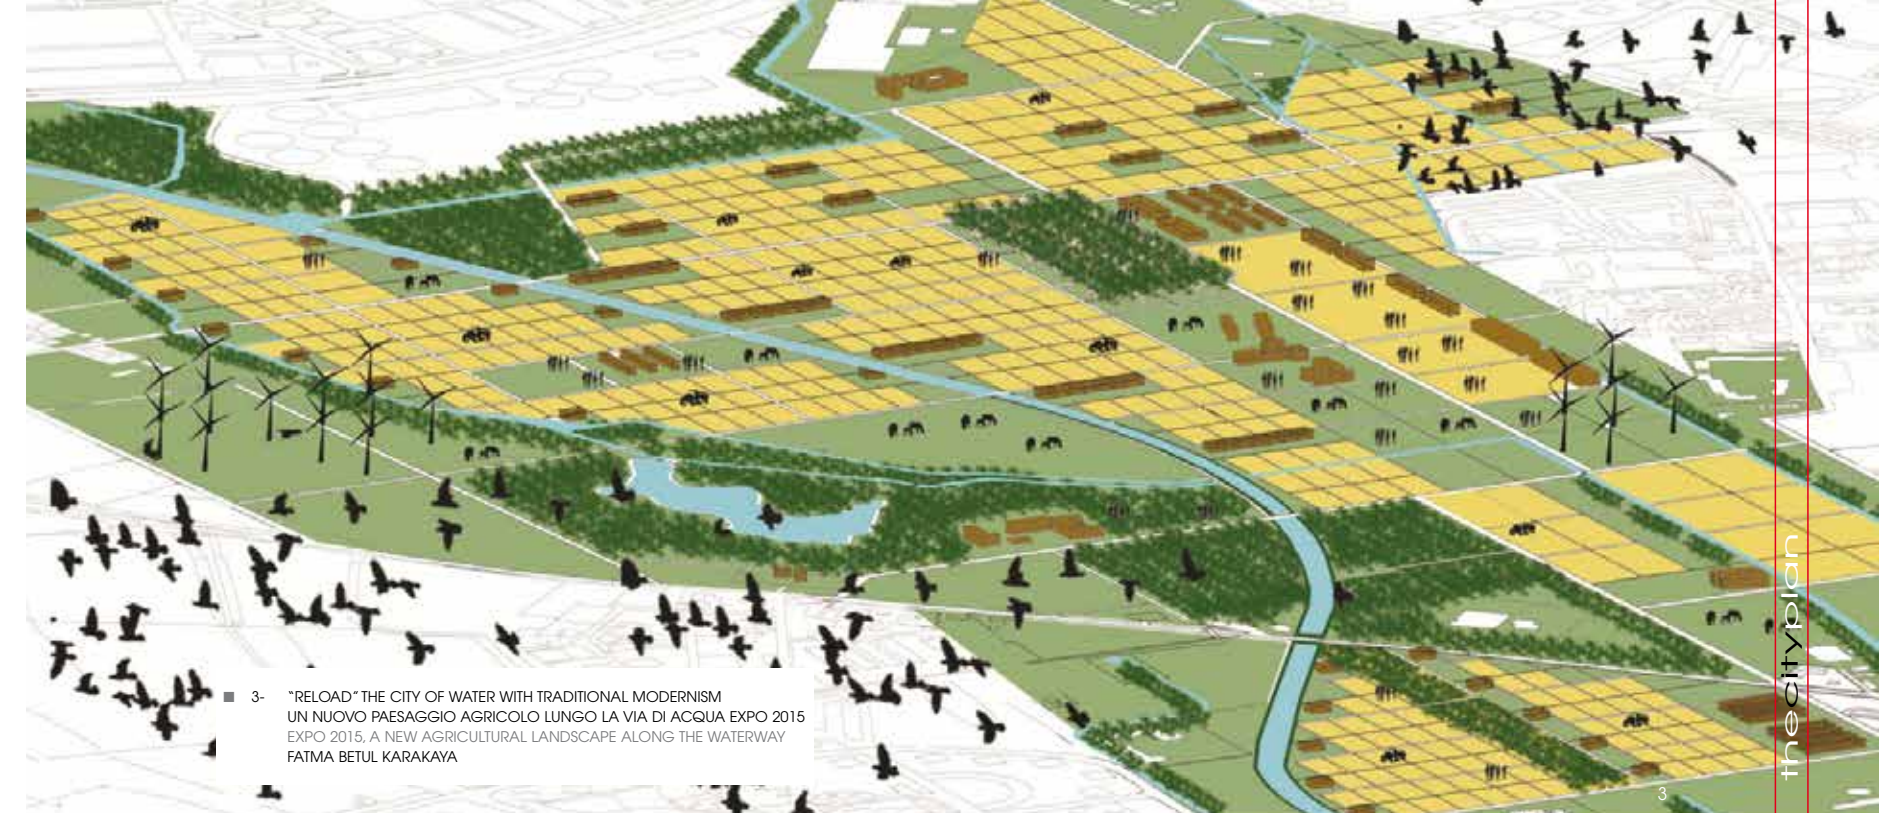 3- “RELOAD” THE CITY OF WATER WITH TRADITIONAL MODERNISM
UN NUOVO PAESAGGIO AGRICOLO LUNGO LA VIA DI ACQUA EXPO 2015
EXPO 2015, A NEW AGRICULTURAL LANDSCAPE ALONG THE WATERWAY
FATMA BETUL KARAKAYA
thecityplan
3